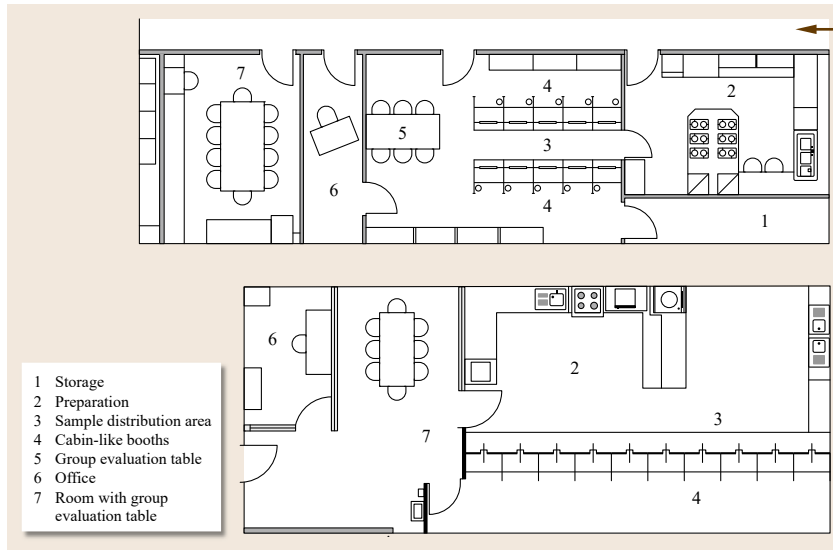 7
4
2
5
3
6
4
1
6
2
7
3
4
1 Storage
2 Preparation
3 Sample distribution area
4 Cabin-like booths
5 Group evaluation table
6 Office
7 Room with group
evaluation table